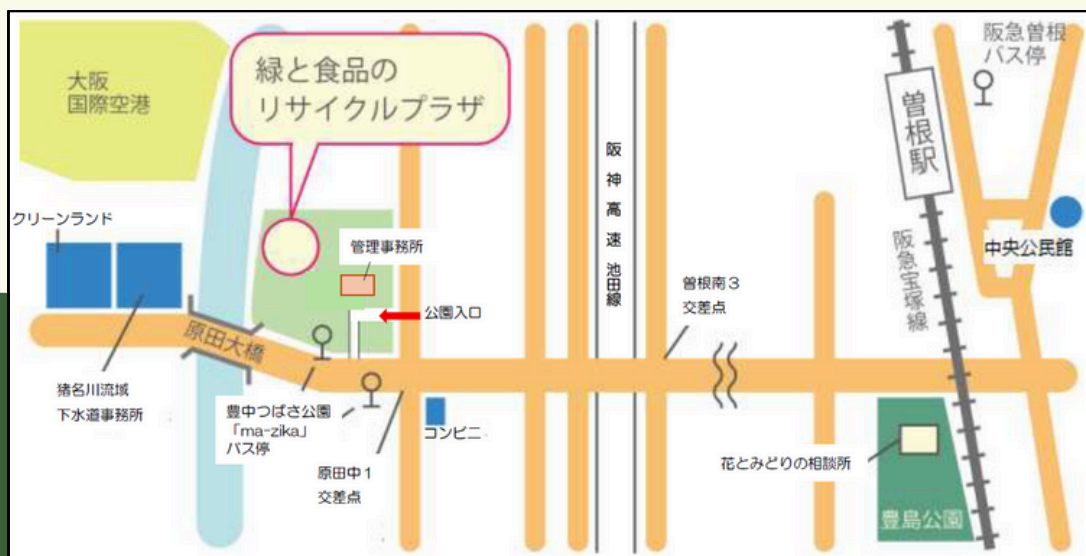 大阪
国際空港
緑と食品の
リサイクルプラザ
阪急曽根
バス停
曽根駅
阪神高速 池田線
クリーンランド
管理事務所
中央公民館
阪急宝塚線
曽根南3
交差点
公園入口
原田大橋
猪名川流域
下水道事務所
豊中つばさ公園
「ma-zika」
バス停
コンビニ
原田中1
交差点
花とみどりの相談所
豊島公園